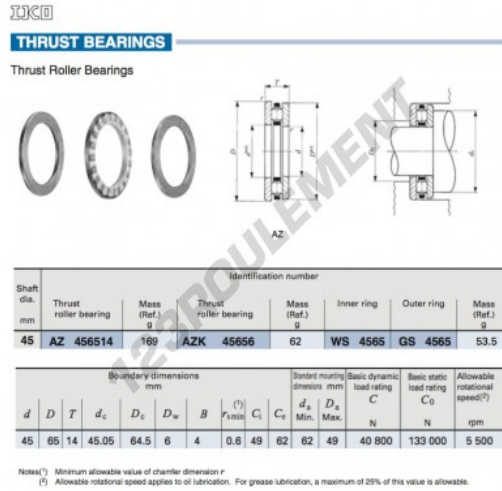 IKO
THRUST BEARINGS
Thrust Roller Bearings
T
r
D
d
AZ
Identification number
Shaft dia. mm
Thrust roller bearing
Mass (Ref.) g
Thrust roller bearing
Mass (Ref.) g
Inner ring
Outer ring
Mass (Ref.) g
45 AZ 456514 169 AZK 45656 62 WS 4565 GS 4565 53.5
Boundary dimensions mm
Standard mounting dimensions mm
Basic dynamic load rating C N
Basic static load rating C₀ N
Allowable rotational speed(²) rpm
d D T dc Dc Dw B (¹) rs min Ci Ce da Min. Da Max.
45 65 14 45.05 64.5 6 4 0.6 49 62 62 49 40 800 133 000 5 500
Notes(¹) Minimum allowable value of chamfer dimension r
(²) Allowable rotational speed applies to oil lubrication. For grease lubrication, a maximum of 25% of this value is allowable.
123ROULEMENT